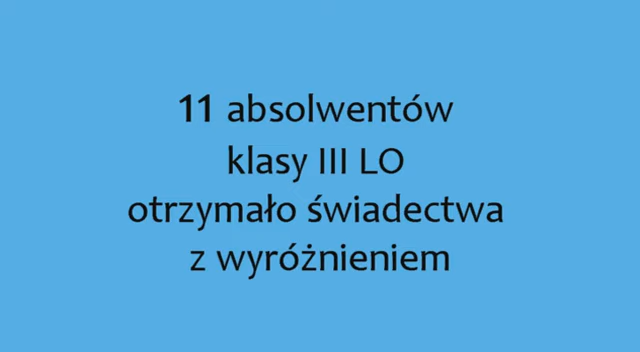 11 absolwentów
klasy III LO
otrzymało świadectwa
z wyróżnieniem